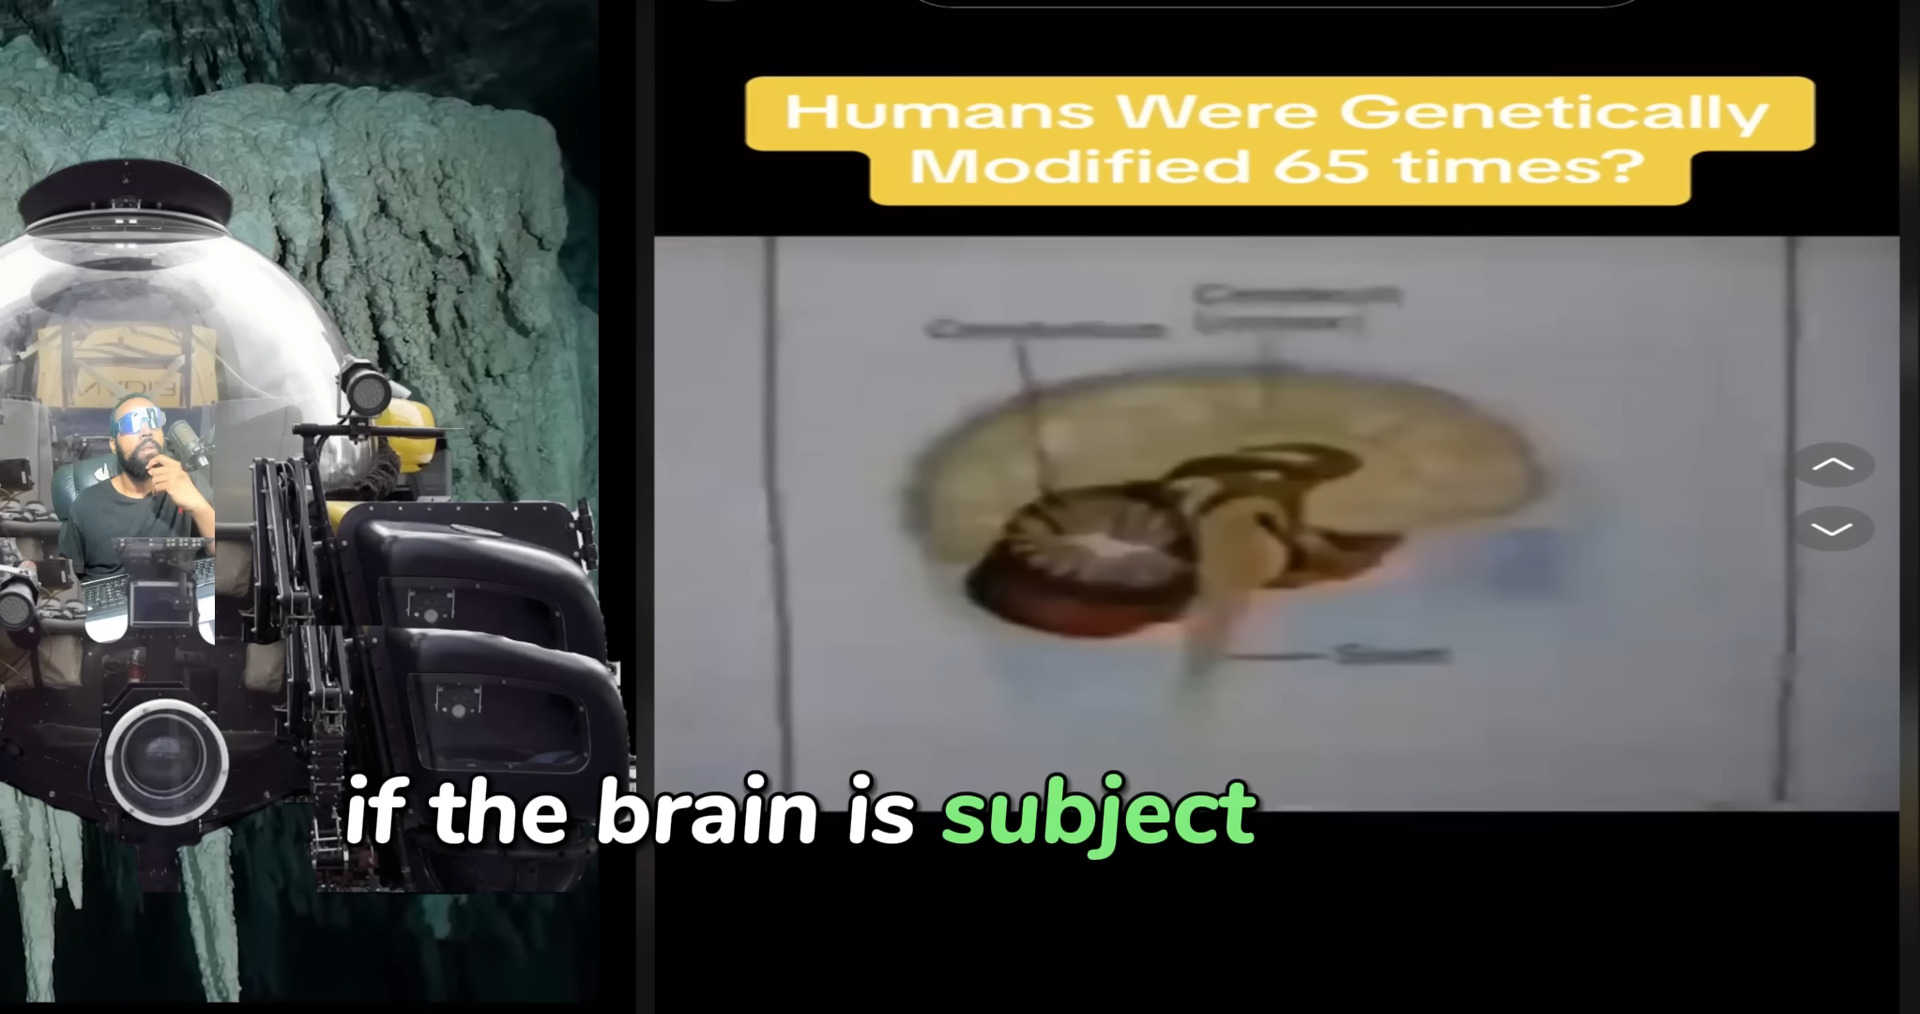 Humans Were Genetically
Modified 65 times?
if the brain is subject